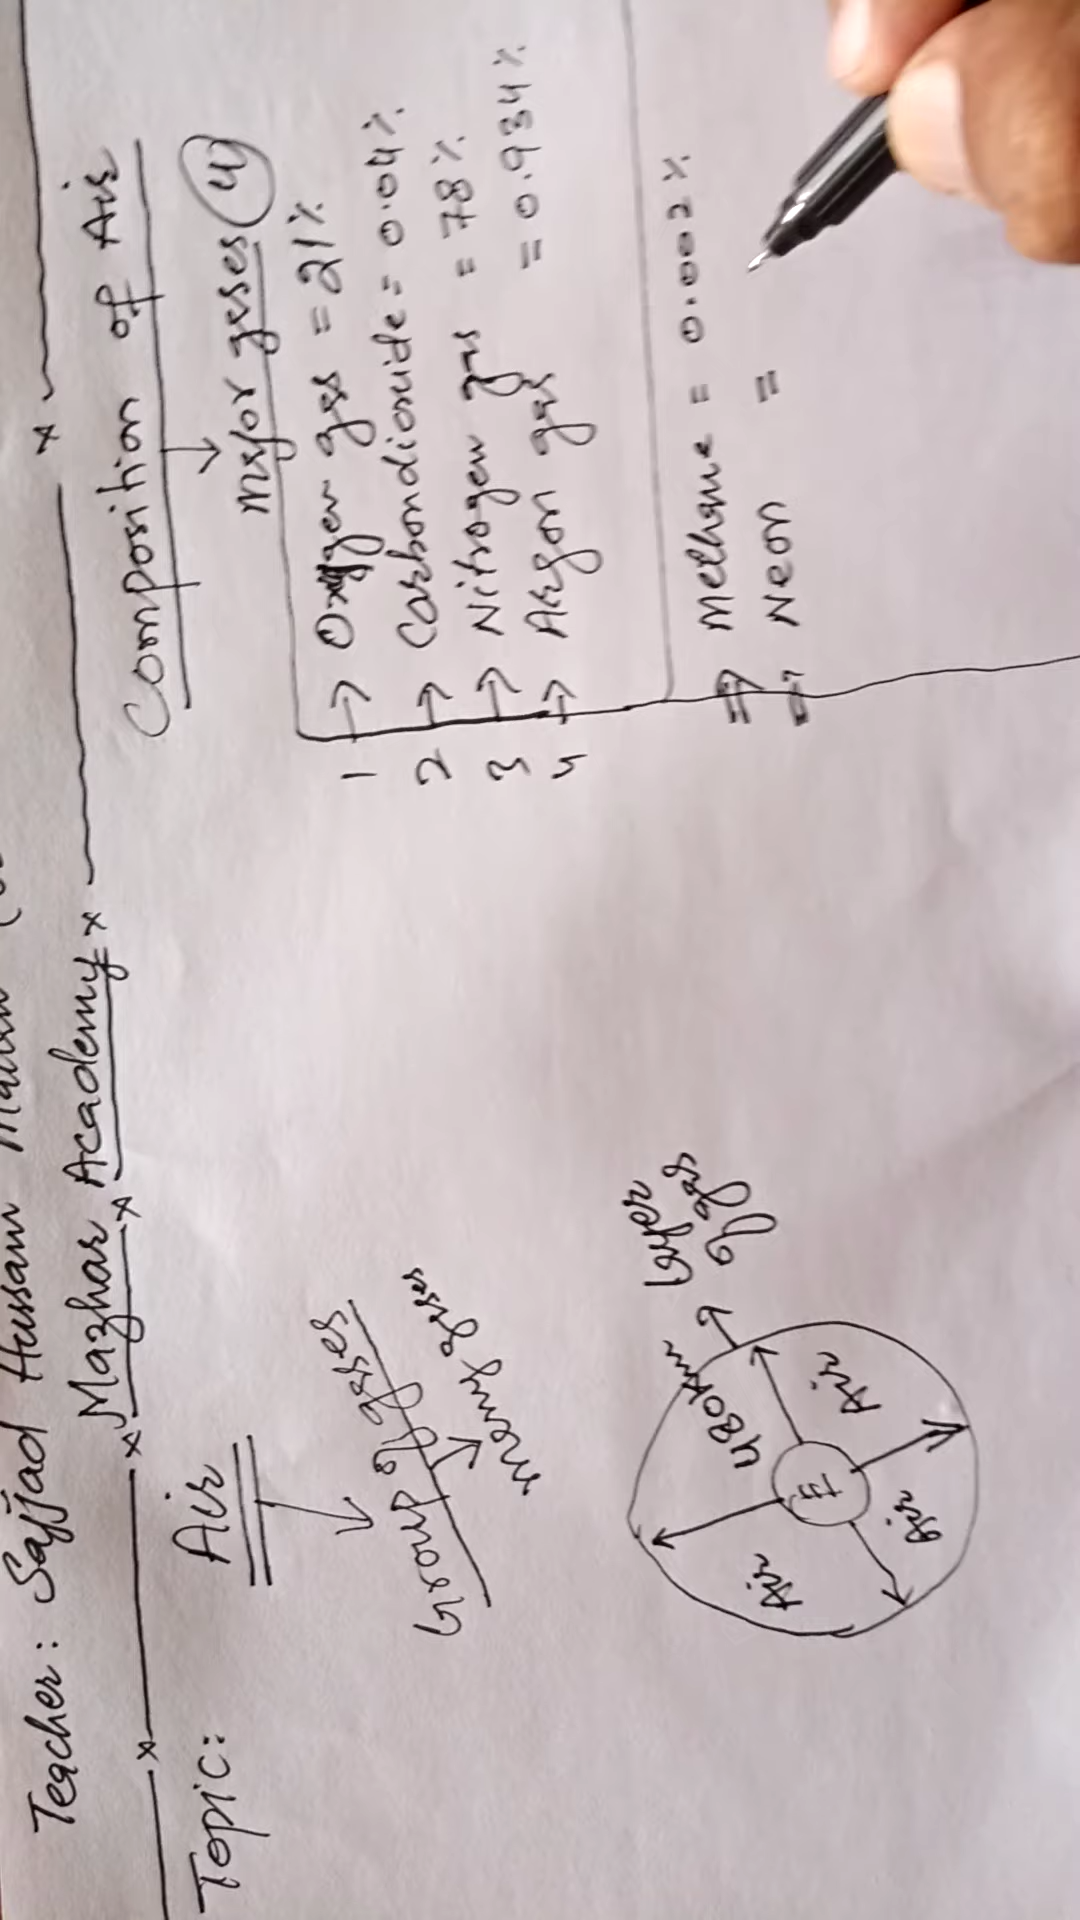 Teacher: Sajjad Hussain
Mazhar Academy
Topic: Air
Group of gases
many gases
480Km
layer
of gas
Air
Air
Air
E
Composition of Air
Major gases (4)
1 → Oxygen gas = 21%
2 → Carbondioxide = 0.04%
3 → Nitrogen gas = 78%
4 → Argon gas = 0.934%
⇒ Methane = 0.002%
⇒ Neon =